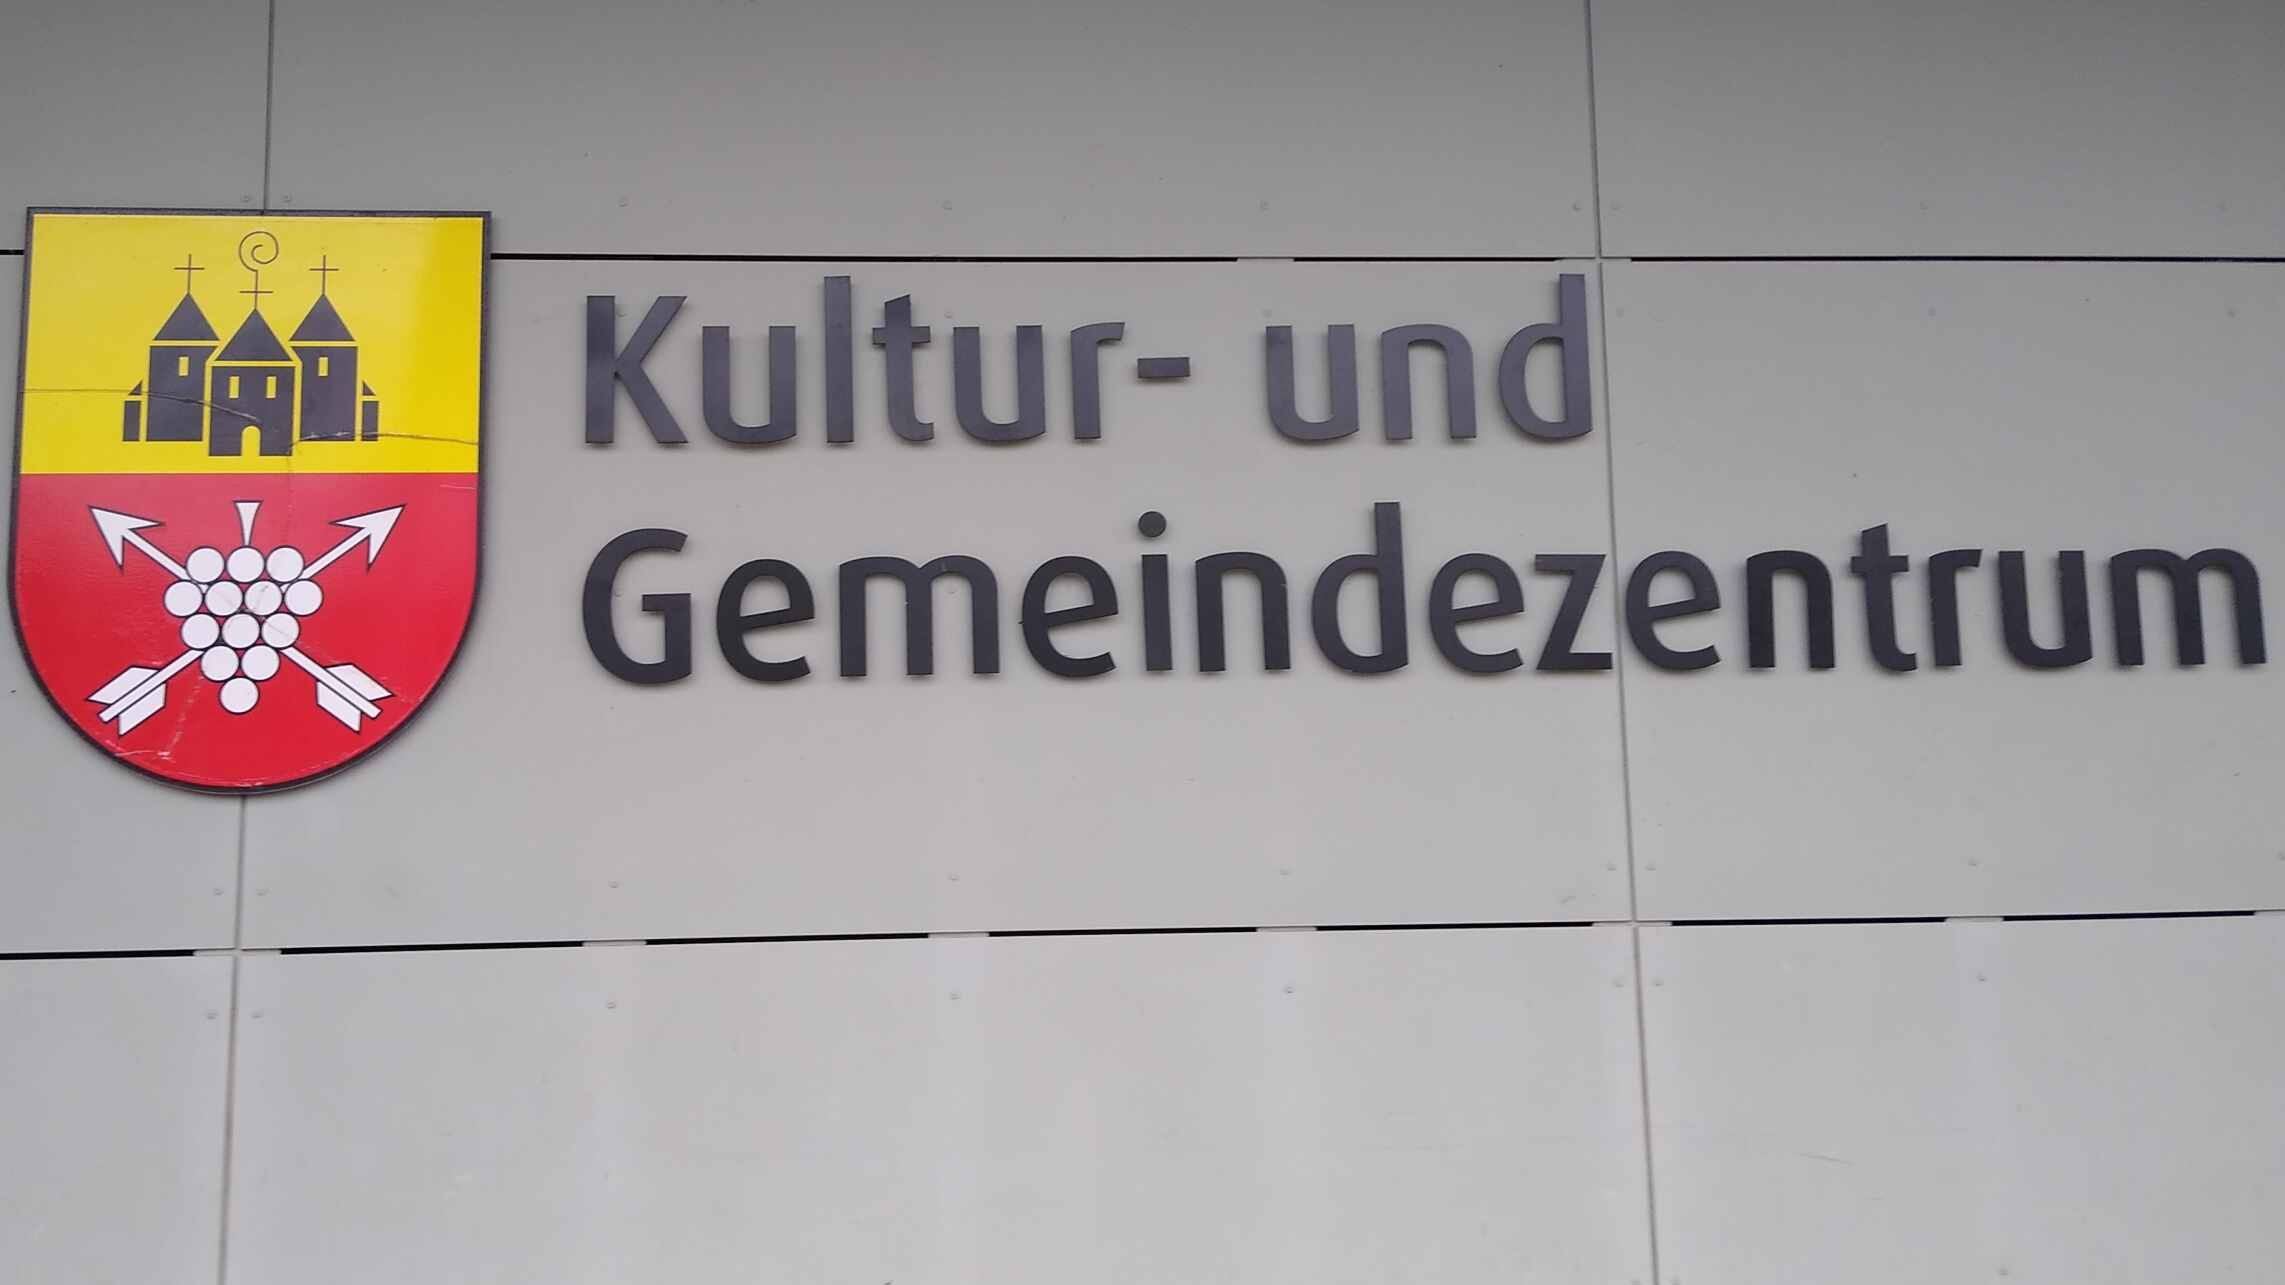 Kultur- und
Gemeindezentrum